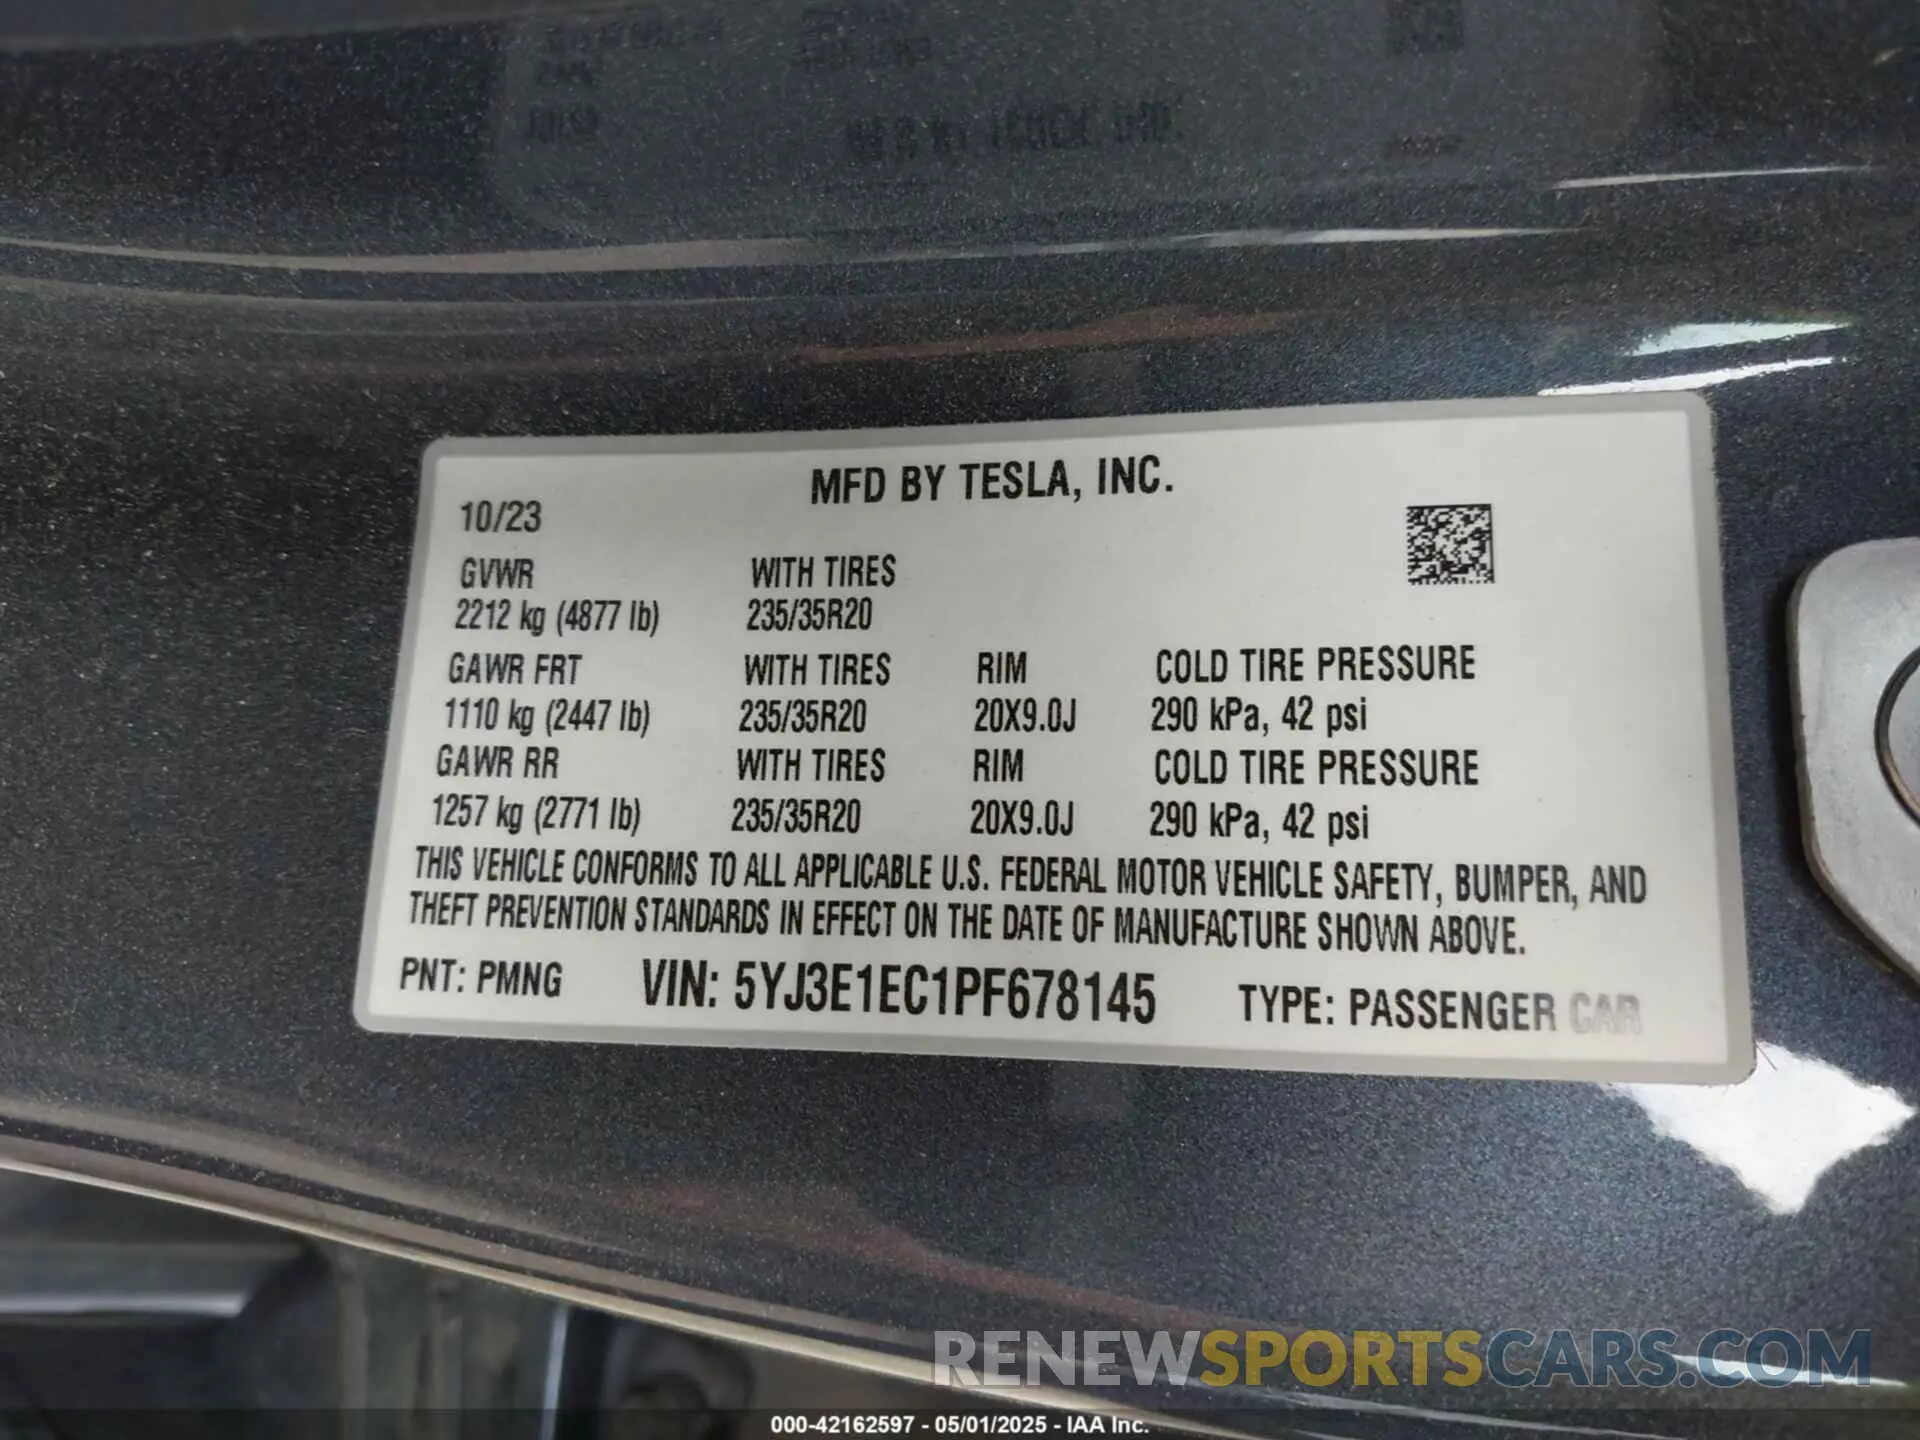 MFD BY TESLA, INC.
10/23
GVWR WITH TIRES
2212 kg (4877 lb) 235/35R20
GAWR FRT WITH TIRES RIM COLD TIRE PRESSURE
1110 kg (2447 lb) 235/35R20 20X9.0J 290 kPa, 42 psi
GAWR RR WITH TIRES RIM COLD TIRE PRESSURE
1257 kg (2771 lb) 235/35R20 20X9.0J 290 kPa, 42 psi
THIS VEHICLE CONFORMS TO ALL APPLICABLE U.S. FEDERAL MOTOR VEHICLE SAFETY, BUMPER, AND
THEFT PREVENTION STANDARDS IN EFFECT ON THE DATE OF MANUFACTURE SHOWN ABOVE.
PNT: PMNG VIN: 5YJ3E1EC1PF678145 TYPE: PASSENGER CAR
RENEWSPORTSCARS.COM
000-42162597 - 05/01/2025 - IAA Inc.